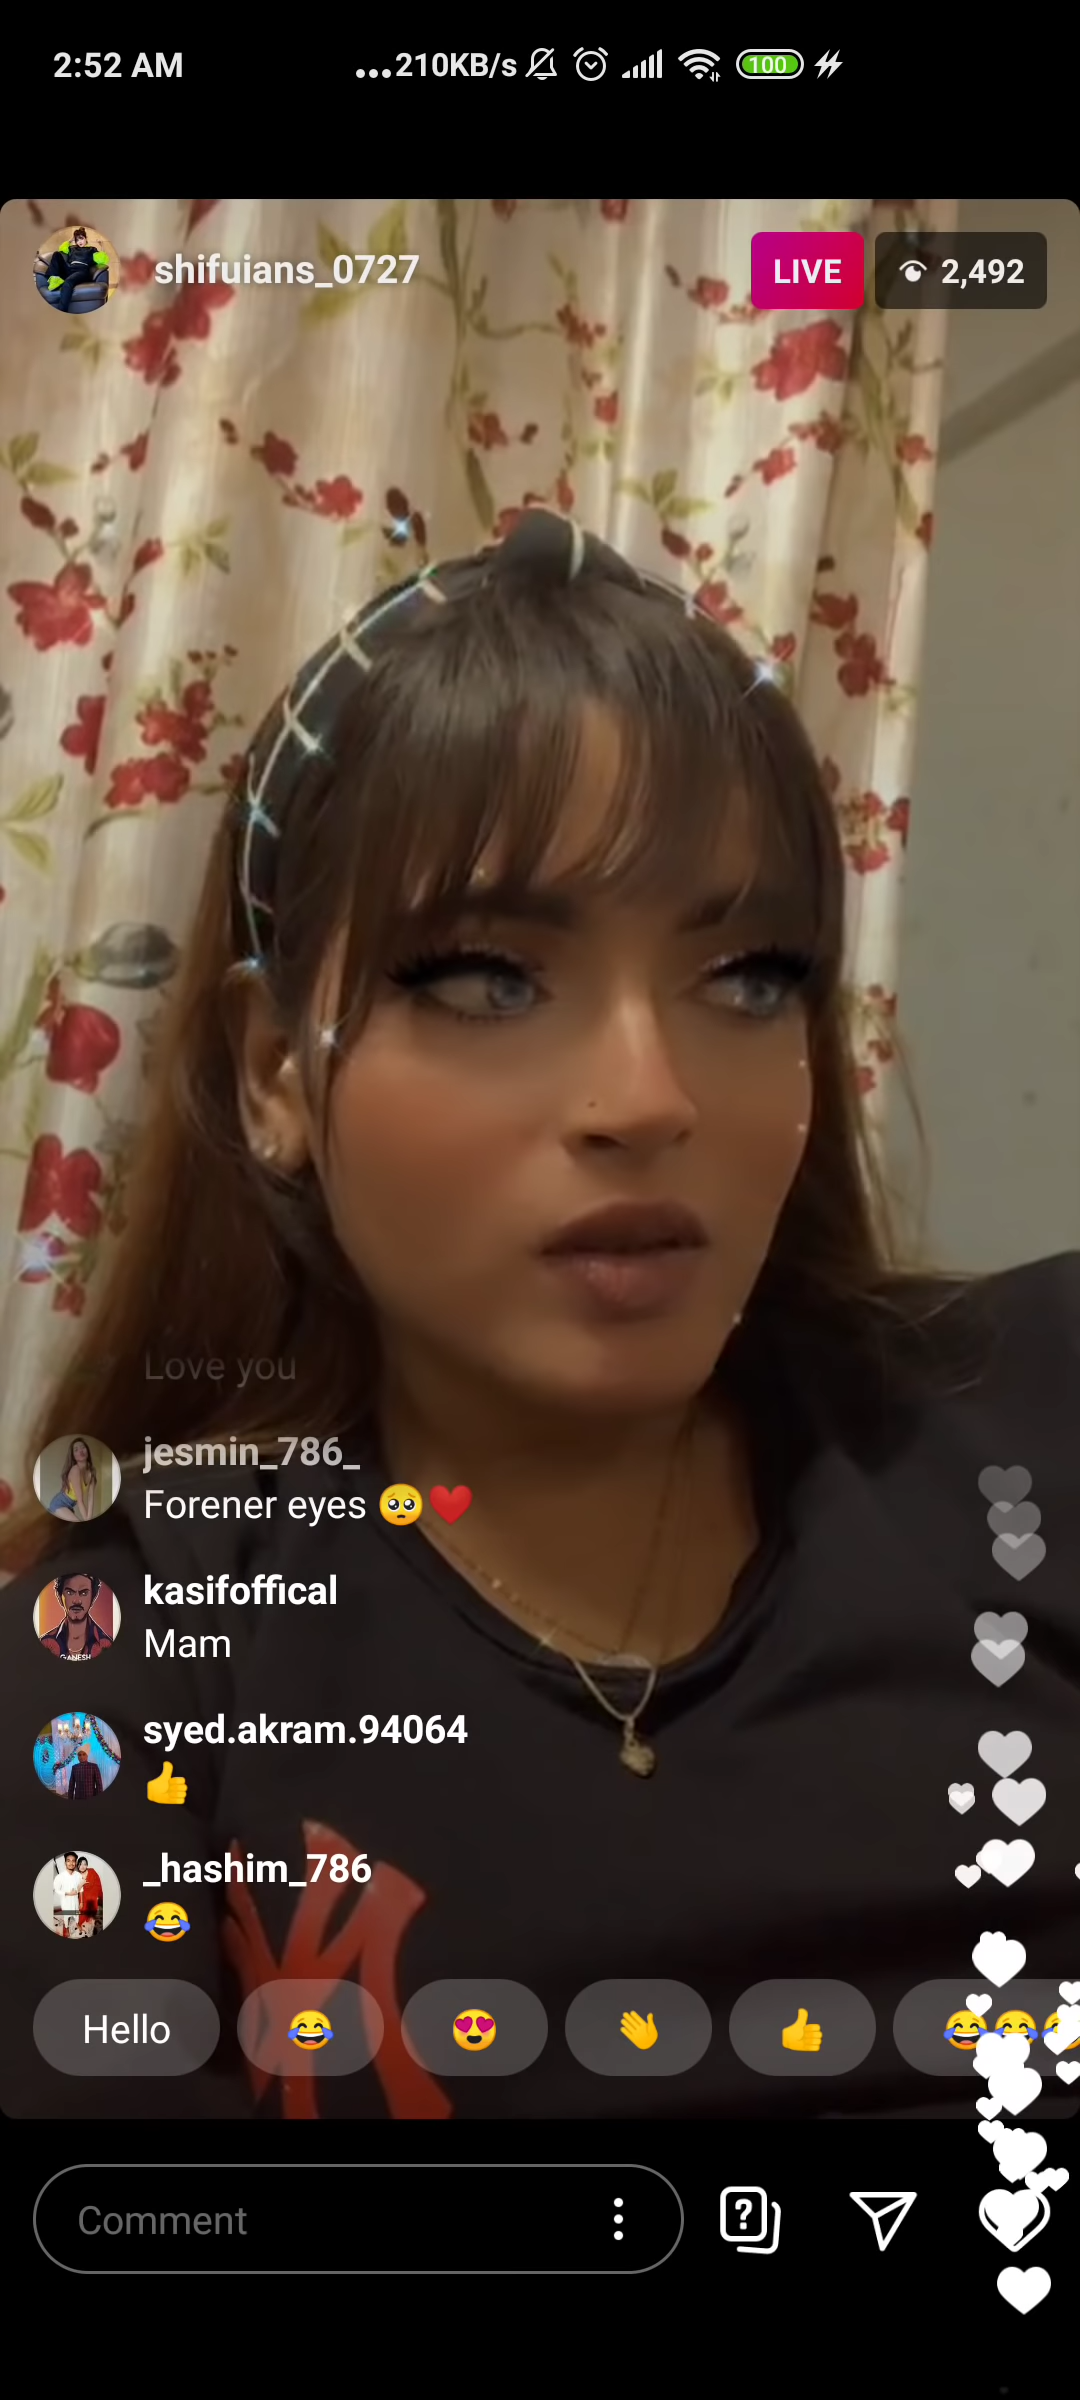 2:52 AM
...210KB/s
100
shifuians_0727
LIVE
2,492
Love you
jesmin_786_
Forener eyes 🥺❤️
kasifoffical
Mam
GANESH
syed.akram.94064
👍
_hashim_786
😂
Hello 😂 😍 👋 👍 😂😂😂
Comment